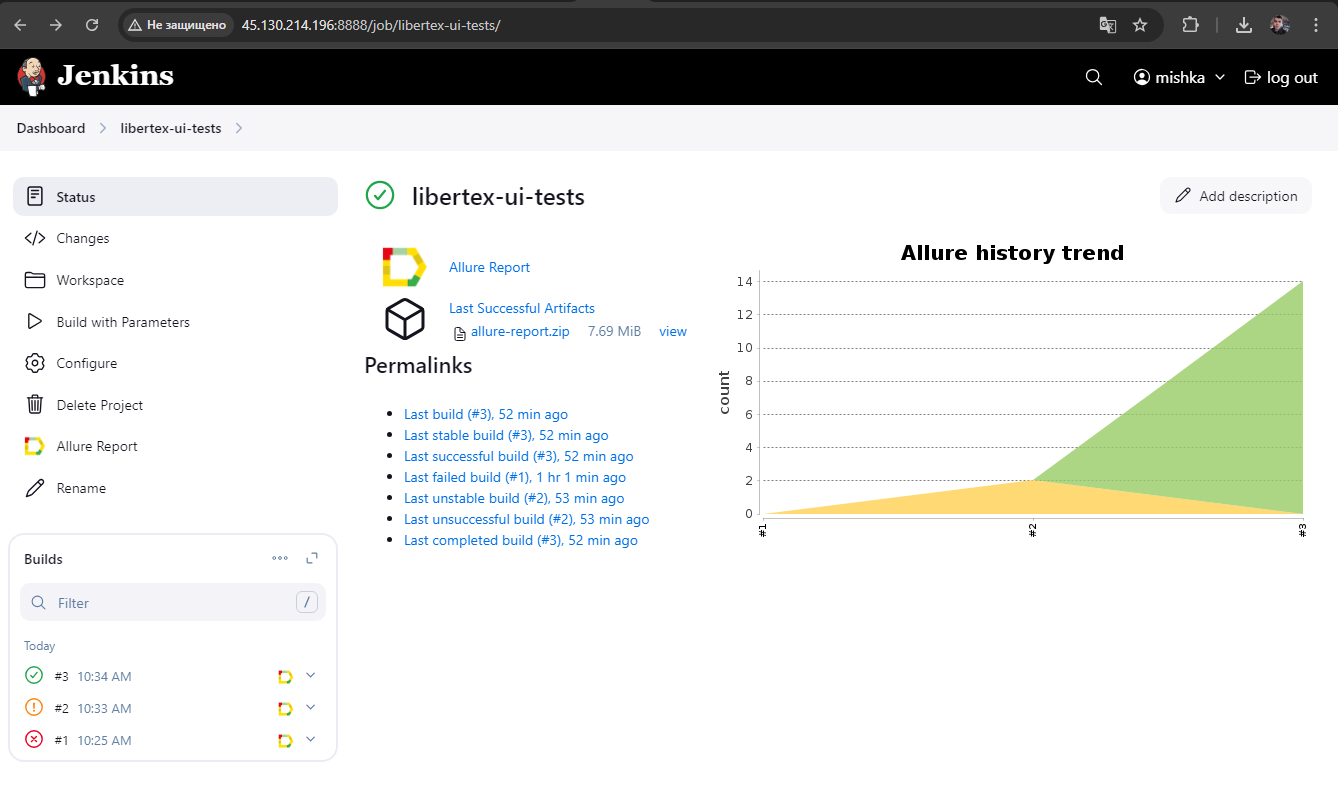 Не защищено 45.130.214.196:8888/job/libertex-ui-tests/
Jenkins
mishka
log out
Dashboard
libertex-ui-tests
Status
Changes
Workspace
Build with Parameters
Configure
Delete Project
Allure Report
Rename
Builds
Filter
/
Today
#3 10:34 AM
#2 10:33 AM
#1 10:25 AM
libertex-ui-tests
Add description
Allure Report
Last Successful Artifacts
allure-report.zip 7.69 MiB view
Permalinks
Last build (#3), 52 min ago
Last stable build (#3), 52 min ago
Last successful build (#3), 52 min ago
Last failed build (#1), 1 hr 1 min ago
Last unstable build (#2), 53 min ago
Last unsuccessful build (#2), 53 min ago
Last completed build (#3), 52 min ago
Allure history trend
count
14
12
10
8
6
4
2
0
#1
#2
#3